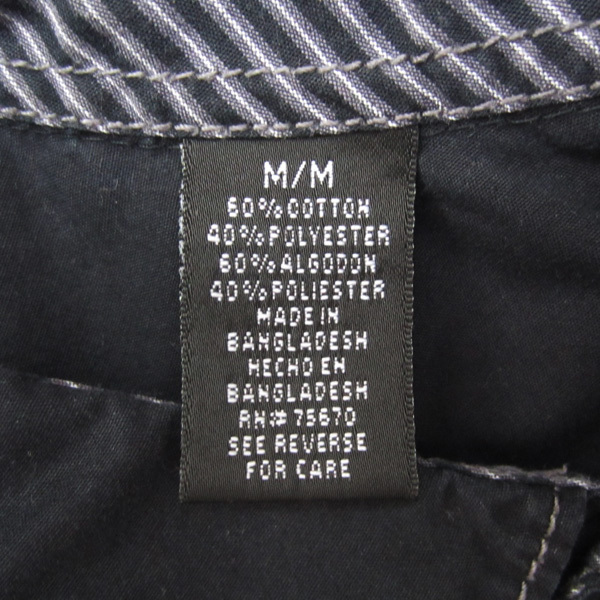 M/M
60% COTTON
40% POLYESTER
60% ALGODON
40% POLIESTER
MADE IN
BANGLADESH
HECHO EN
BANGLADESH
RN# 75670
SEE REVERSE
FOR CARE